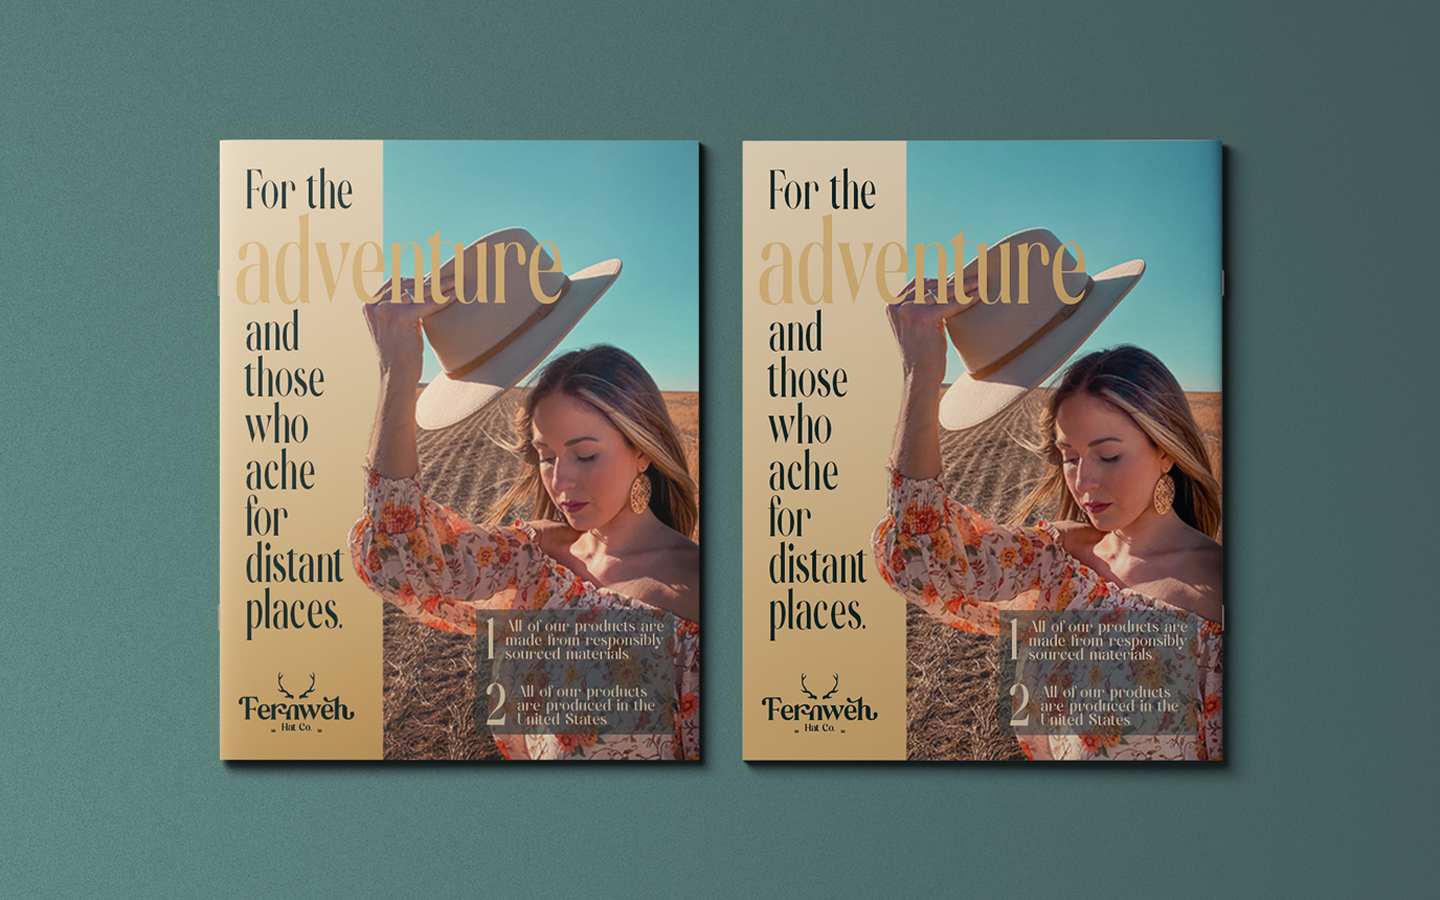 For the
adventure
and
those
who
ache
for
distant
places.
1 All of our products are
made from responsibly
sourced materials.
2 All of our products
are produced in the
United States.
Fernweh
Hat Co.
For the
adventure
and
those
who
ache
for
distant
places.
1 All of our products are
made from responsibly
sourced materials.
2 All of our products
are produced in the
United States.
Fernweh
Hat Co.